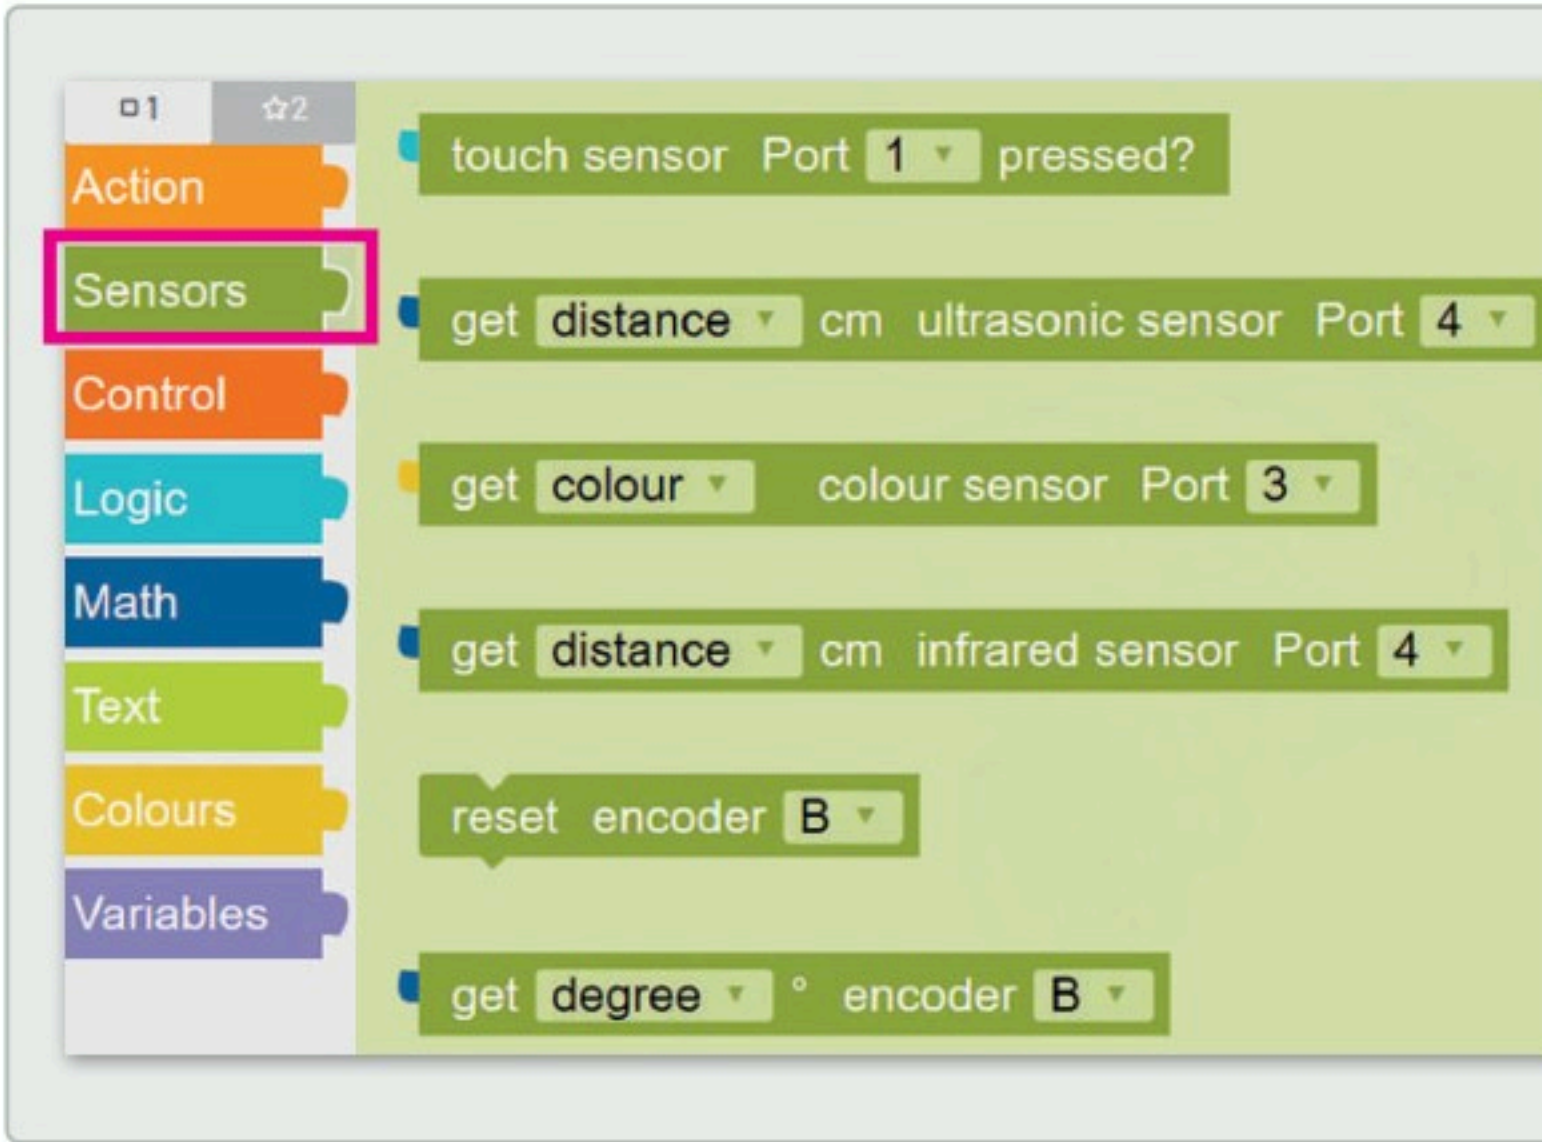 1 2
Action
Sensors
Control
Logic
Math
Text
Colours
Variables
touch sensor Port 1 pressed?
get distance cm ultrasonic sensor Port 4
get colour colour sensor Port 3
get distance cm infrared sensor Port 4
reset encoder B
get degree ° encoder B